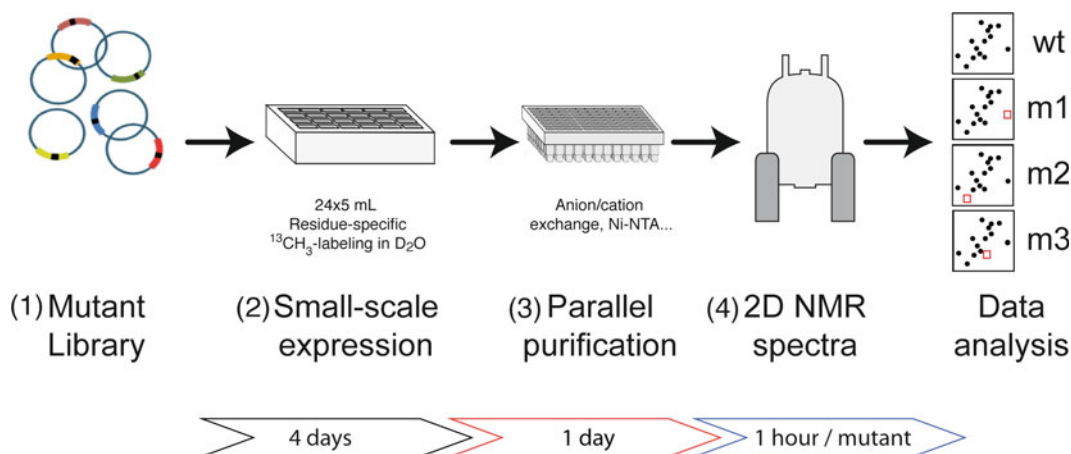 wt
m1
m2
m3
24x5 mL
Residue-specific
¹³CH₃-labeling in D₂O
Anion/cation
exchange, Ni-NTA...
(1) Mutant
Library
(2) Small-scale
expression
(3) Parallel
purification
(4) 2D NMR
spectra
Data
analysis
4 days
1 day
1 hour / mutant